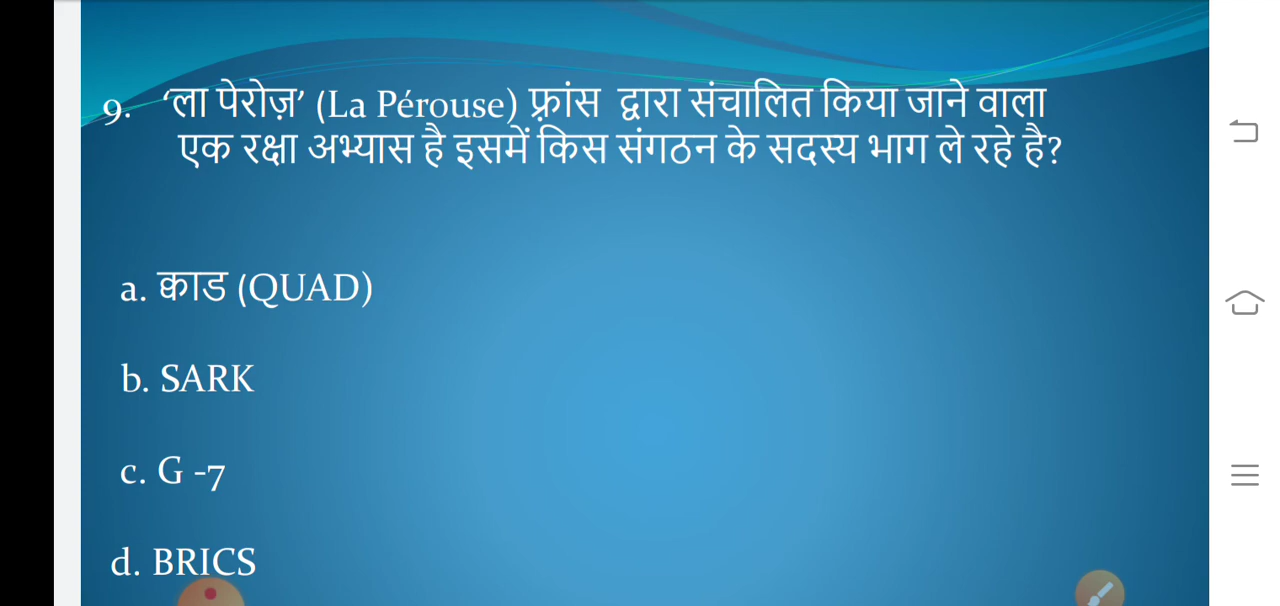 9. ‘ला पेरोज़’ (La Pérouse) फ़्रांस द्वारा संचालित किया जाने वाला
एक रक्षा अभ्यास है इसमें किस संगठन के सदस्य भाग ले रहे है?
a. क्वाड (QUAD)
b. SARK
c. G -7
d. BRICS